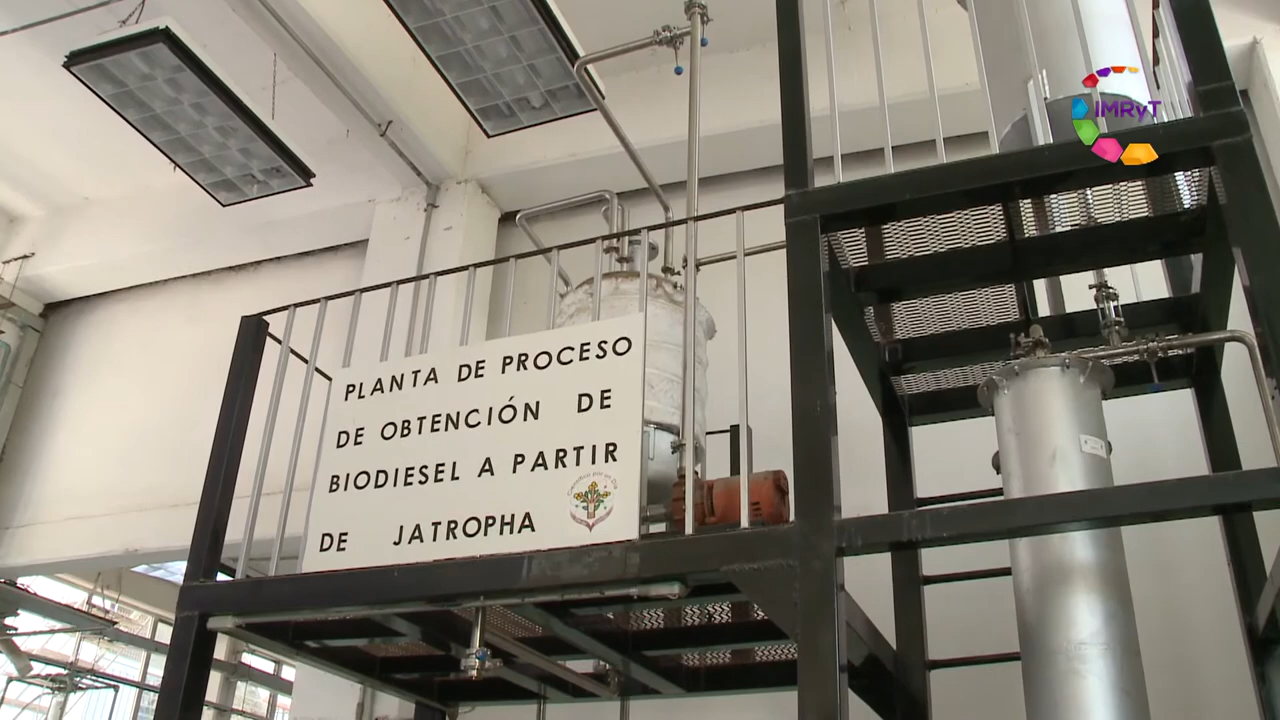 IMRyT
PLANTA DE PROCESO
DE OBTENCIÓN DE
BIODIESEL A PARTIR
DE JATROPHA